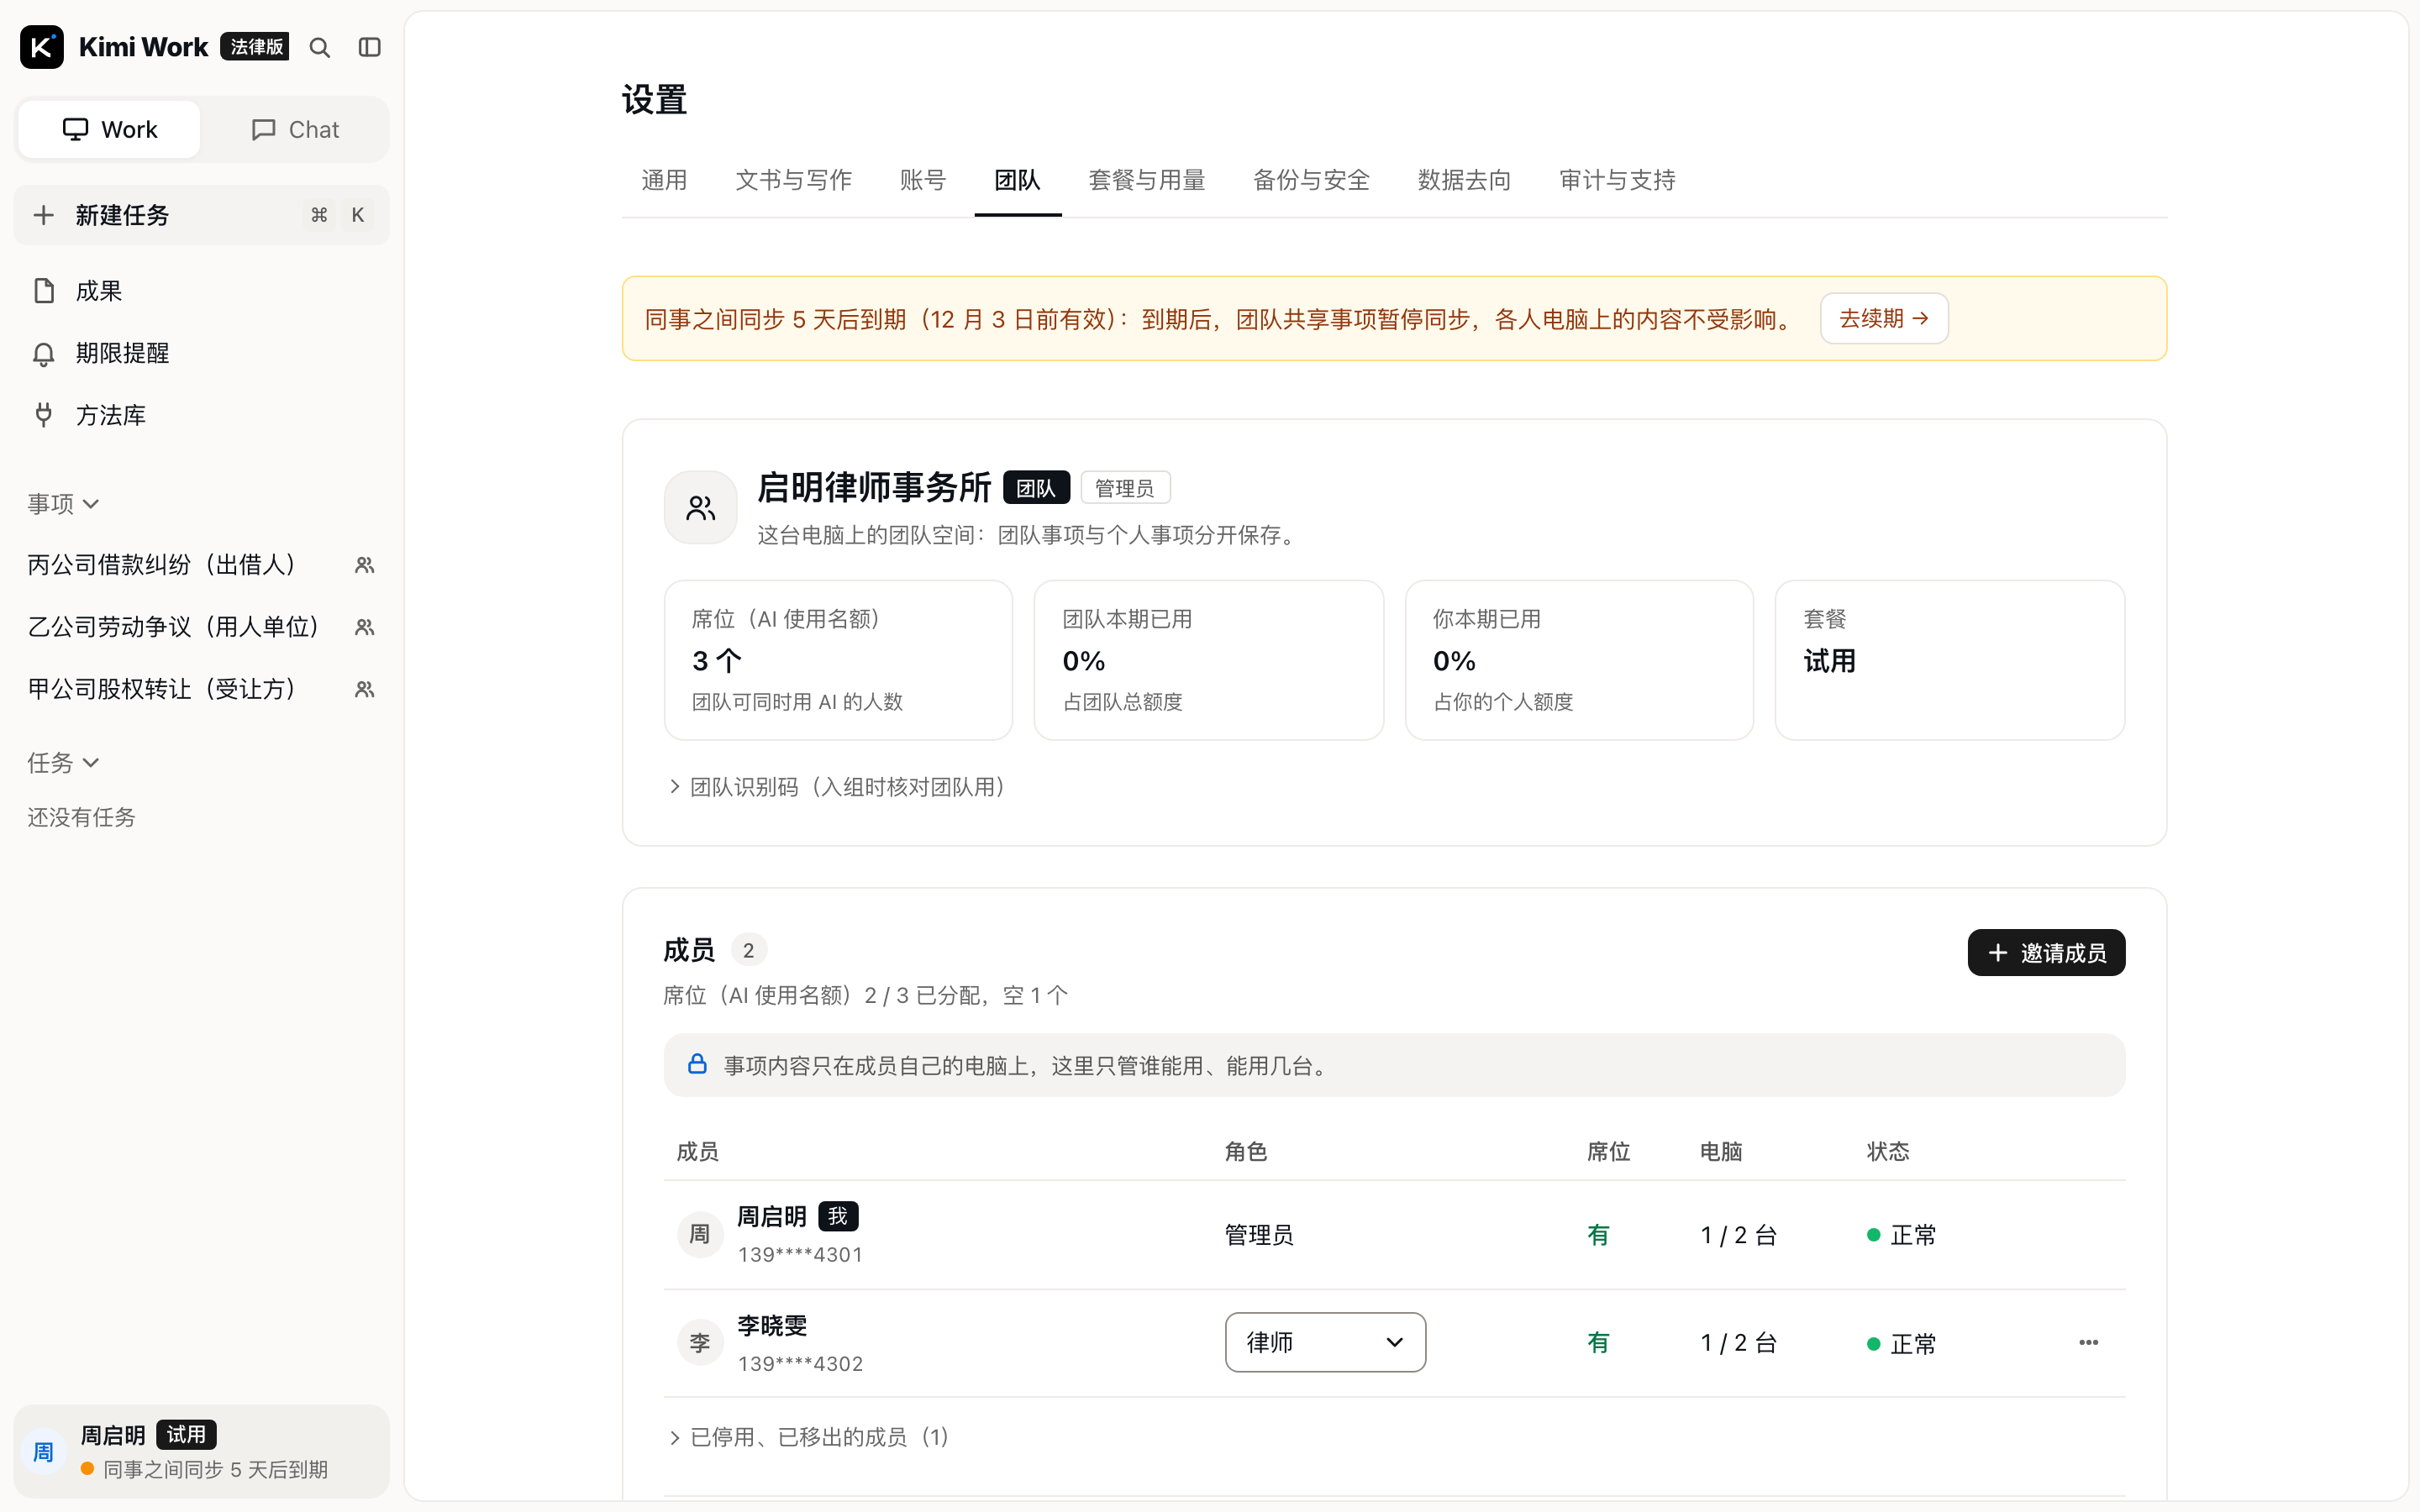 Kimi Work 法律版
Work
Chat
新建任务 ⌘ K
成果
期限提醒
方法库
事项
丙公司借款纠纷（出借人）
乙公司劳动争议（用人单位）
甲公司股权转让（受让方）
任务
还没有任务
周 周启明 试用
同事之间同步 5 天后到期
设置
通用 文书与写作 账号 团队 套餐与用量 备份与安全 数据去向 审计与支持
同事之间同步 5 天后到期（12 月 3 日前有效）：到期后，团队共享事项暂停同步，各人电脑上的内容不受影响。 去续期 →
启明律师事务所 团队 管理员
这台电脑上的团队空间：团队事项与个人事项分开保存。
席位（AI 使用名额）
3 个
团队可同时用 AI 的人数
团队本期已用
0%
占团队总额度
你本期已用
0%
占你的个人额度
套餐
试用
团队识别码（入组时核对团队用）
成员 2
邀请成员
席位（AI 使用名额）2 / 3 已分配，空 1 个
事项内容只在成员自己的电脑上，这里只管谁能用、能用几台。
成员 角色 席位 电脑 状态
周 周启明 我
139****4301
管理员 有 1 / 2 台 正常
李 李晓雯
139****4302
律师 有 1 / 2 台 正常
已停用、已移出的成员（1）